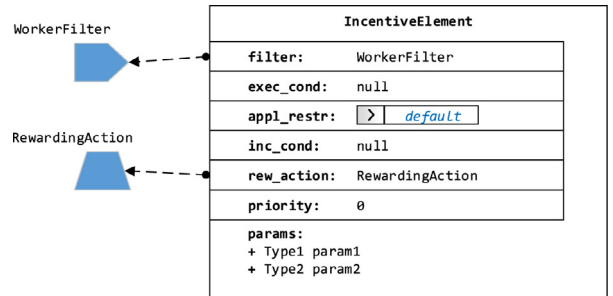 WorkerFilter
RewardingAction
IncentiveElement
filter: WorkerFilter
exec_cond: null
appl_restr: > default
inc_cond: null
rew_action: RewardingAction
priority: 0
params:
+ Type1 param1
+ Type2 param2